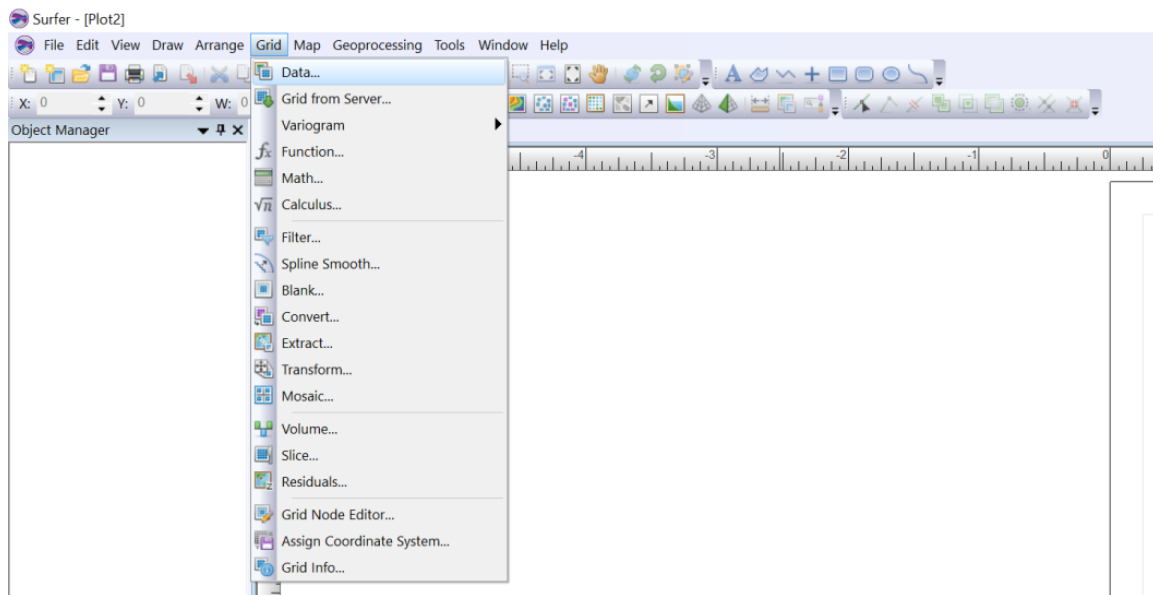 Surfer - [Plot2]
File Edit View Draw Arrange Grid Map Geoprocessing Tools Window Help
X: 0 Y: 0 W: 0
Object Manager
Data...
Grid from Server...
Variogram
fx Function...
Math...
√n Calculus...
Filter...
Spline Smooth...
Blank...
Convert...
Extract...
Transform...
Mosaic...
Volume...
Slice...
Residuals...
Grid Node Editor...
Assign Coordinate System...
Grid Info...
-4 -3 -2 -1 0